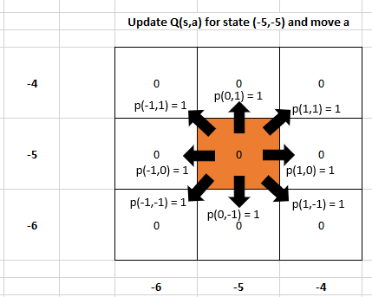 Update Q(s,a) for state (-5,-5) and move a
-4 0 0 0
p(-1,1) = 1 p(0,1) = 1 p(1,1) = 1
-5 0 0 0
p(-1,0) = 1 p(1,0) = 1
p(-1,-1) = 1 p(0,-1) = 1 p(1,-1) = 1
-6 0 0 0
-6 -5 -4